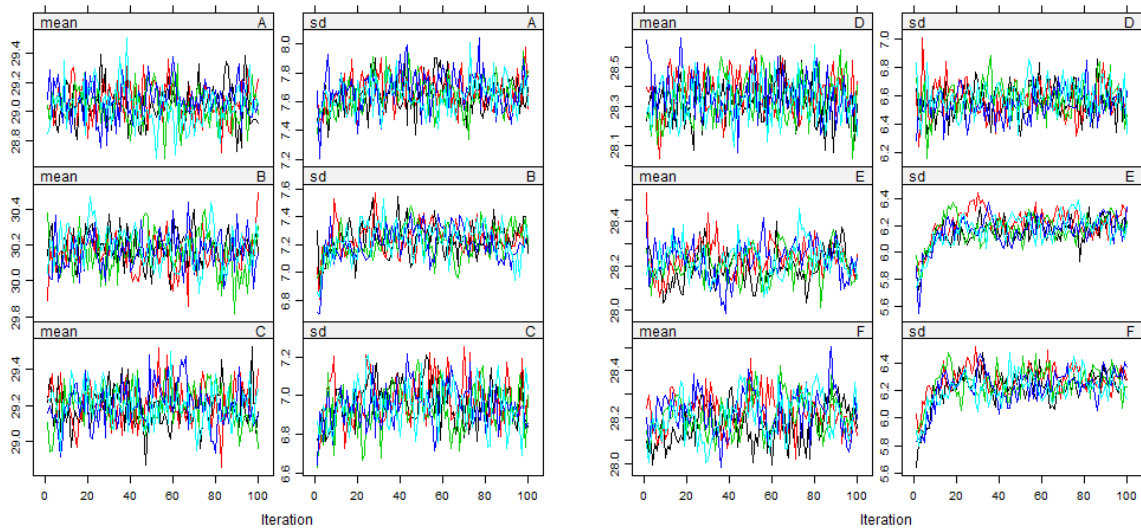 mean A
29.4
29.2
29.0
28.8
sd A
8.0
7.8
7.6
7.4
7.2
mean B
30.4
30.2
30.0
29.8
sd B
7.6
7.4
7.2
7.0
6.8
mean C
29.4
29.2
29.0
sd C
7.2
7.0
6.8
6.6
0 20 40 60 80 100
0 20 40 60 80 100
Iteration
mean D
28.5
28.3
28.1
sd D
7.0
6.8
6.6
6.4
6.2
mean E
28.4
28.2
28.0
sd E
6.4
6.2
6.0
5.8
5.6
mean F
28.4
28.2
28.0
sd F
6.4
6.2
6.0
5.8
5.6
0 20 40 60 80 100
0 20 40 60 80 100
Iteration